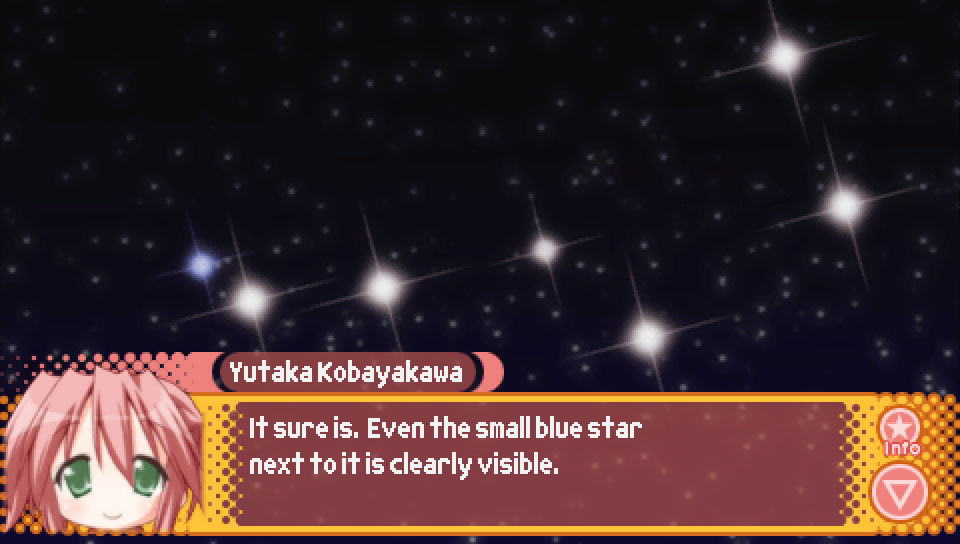 Yutaka Kobayakawa
It sure is. Even the small blue star
next to it is clearly visible.
Info